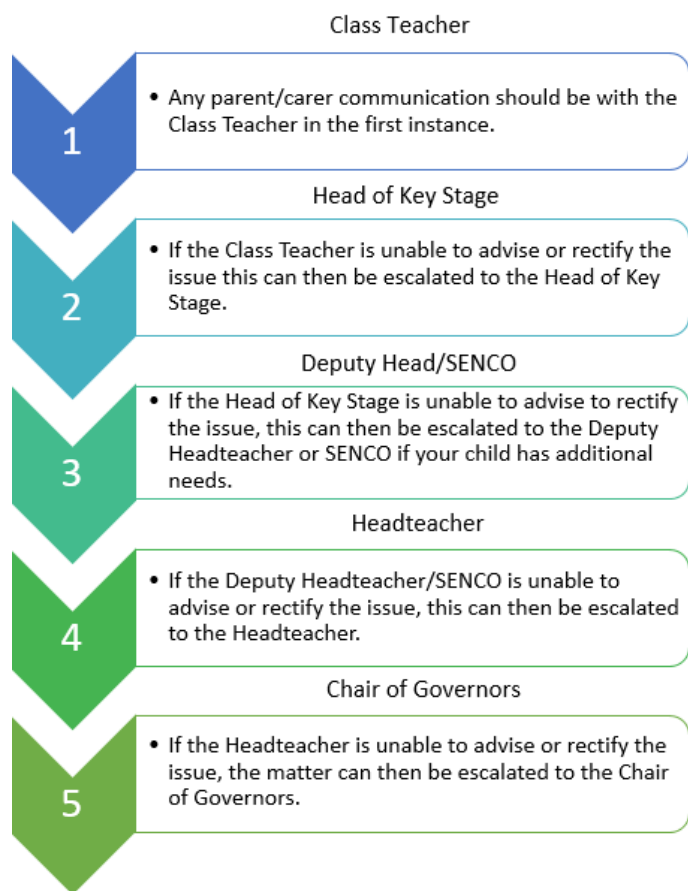 Class Teacher
1
• Any parent/carer communication should be with the
Class Teacher in the first instance.
Head of Key Stage
2
• If the Class Teacher is unable to advise or rectify the
issue this can then be escalated to the Head of Key
Stage.
Deputy Head/SENCO
3
• If the Head of Key Stage is unable to advise to rectify
the issue, this can then be escalated to the Deputy
Headteacher or SENCO if your child has additional
needs.
Headteacher
4
• If the Deputy Headteacher/SENCO is unable to
advise or rectify the issue, this can then be escalated
to the Headteacher.
Chair of Governors
5
• If the Headteacher is unable to advise or rectify the
issue, the matter can then be escalated to the Chair
of Governors.